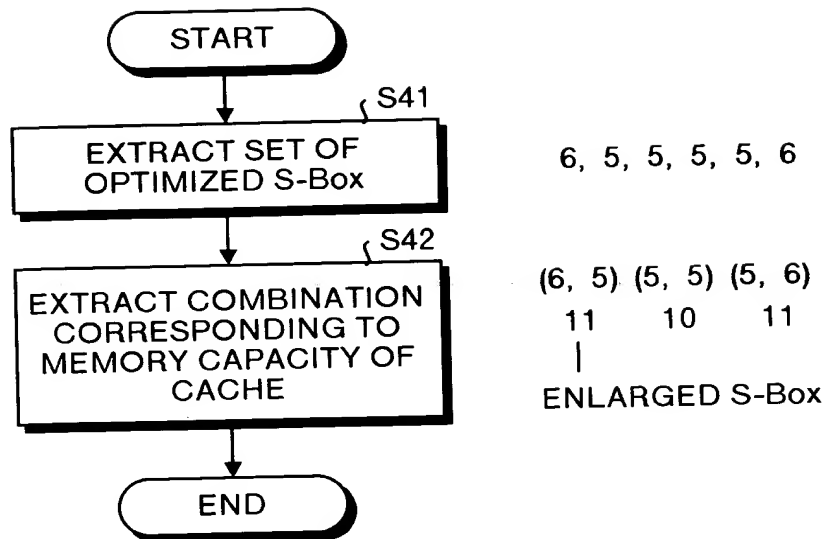 START
S41
EXTRACT SET OF
OPTIMIZED S-Box
6, 5, 5, 5, 5, 6
S42
EXTRACT COMBINATION
CORRESPONDING TO
MEMORY CAPACITY OF
CACHE
(6, 5) (5, 5) (5, 6)
11 10 11
ENLARGED S-Box
END